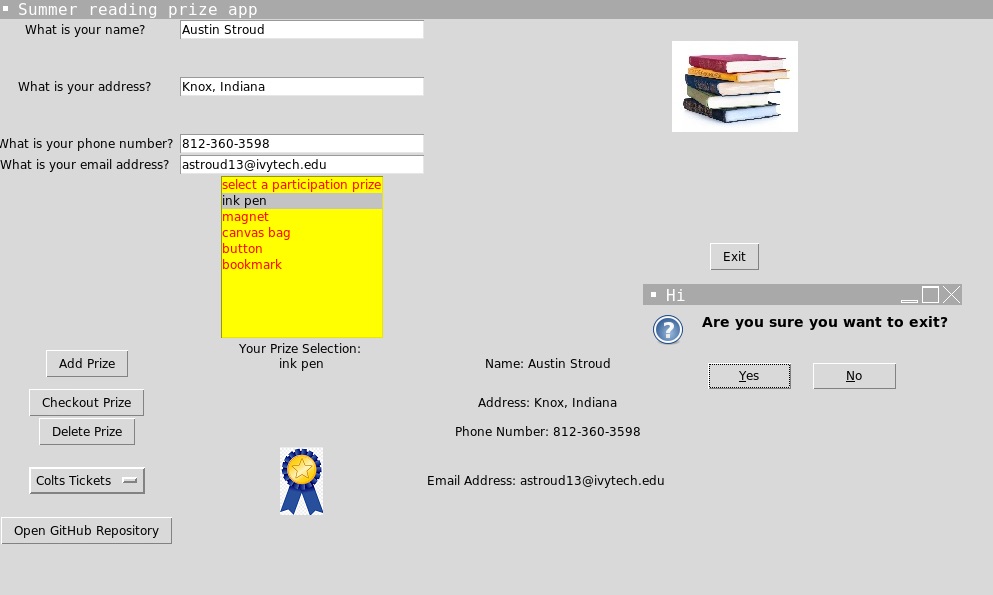 Summer reading prize app
What is your name? Austin Stroud
What is your address? Knox, Indiana
What is your phone number? 812-360-3598
What is your email address? astroud13@ivytech.edu
select a participation prize
ink pen
magnet
canvas bag
button
bookmark
Exit
Hi
Are you sure you want to exit?
Yes No
Your Prize Selection:
ink pen
Add Prize
Name: Austin Stroud
Checkout Prize
Address: Knox, Indiana
Delete Prize
Phone Number: 812-360-3598
Colts Tickets
Email Address: astroud13@ivytech.edu
Open GitHub Repository